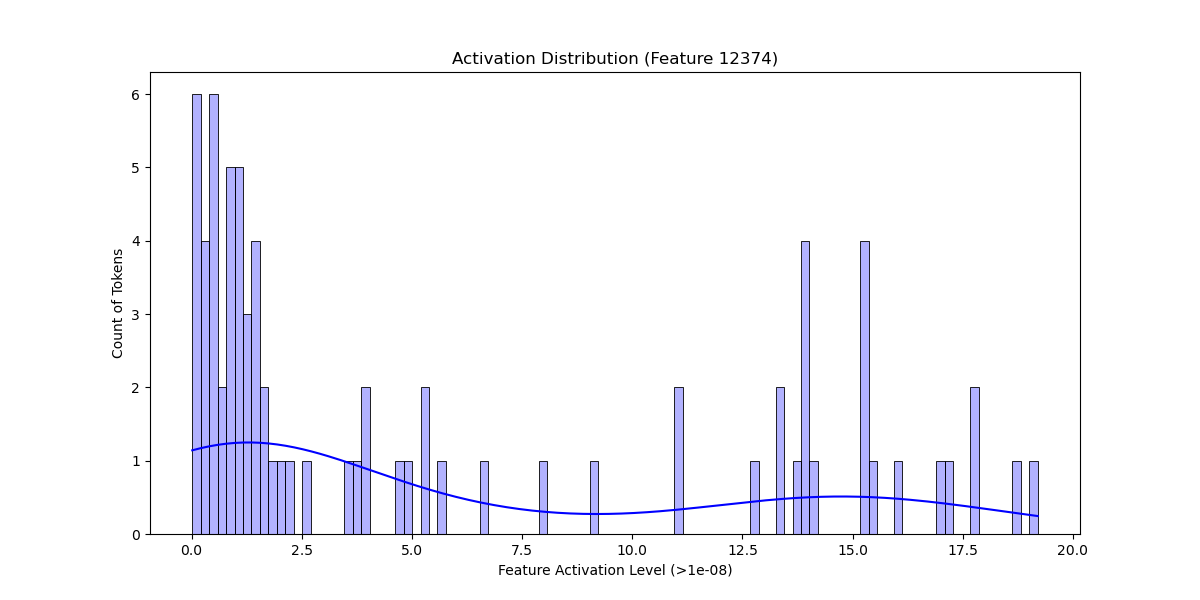 Activation Distribution (Feature 12374)
6
5
4
3
2
1
0
Count of Tokens
0.0 2.5 5.0 7.5 10.0 12.5 15.0 17.5 20.0
Feature Activation Level (>1e-08)